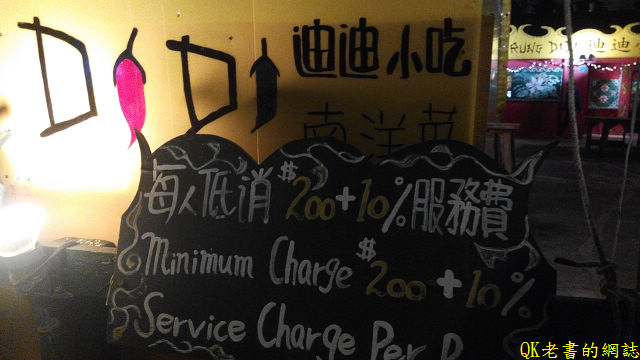 DiDi
迪迪小吃
南洋菜
RUNG DI 迪迪
每人低消 $200+10%服務費
Minimum Charge $200+10%
Service Charge Per P
QK老書的網誌